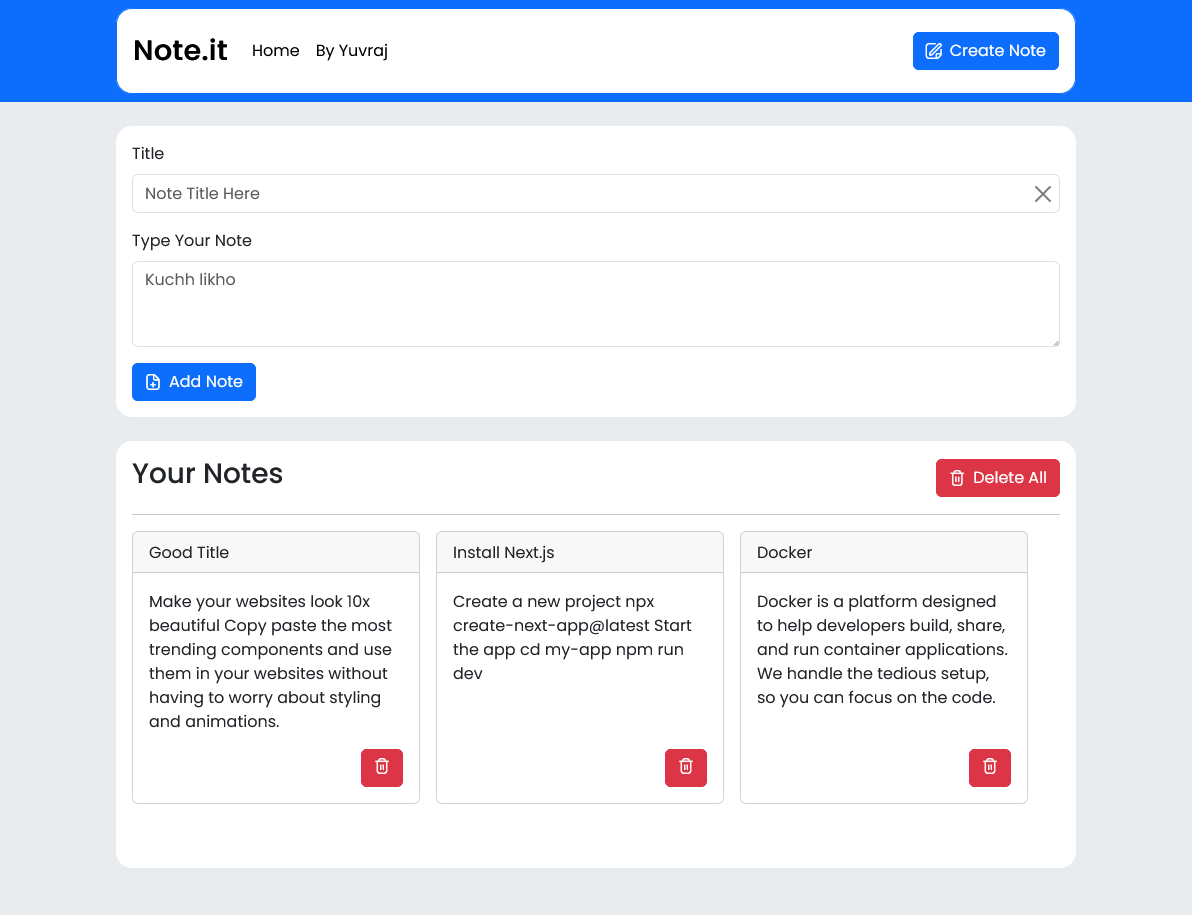 Note.it Home By Yuvraj Create Note
Title
Note Title Here
Type Your Note
Kuchh likho
Add Note
Your Notes
Delete All
Good Title
Make your websites look 10x
beautiful Copy paste the most
trending components and use
them in your websites without
having to worry about styling
and animations.
Install Next.js
Create a new project npx
create-next-app@latest Start
the app cd my-app npm run
dev
Docker
Docker is a platform designed
to help developers build, share,
and run container applications.
We handle the tedious setup,
so you can focus on the code.